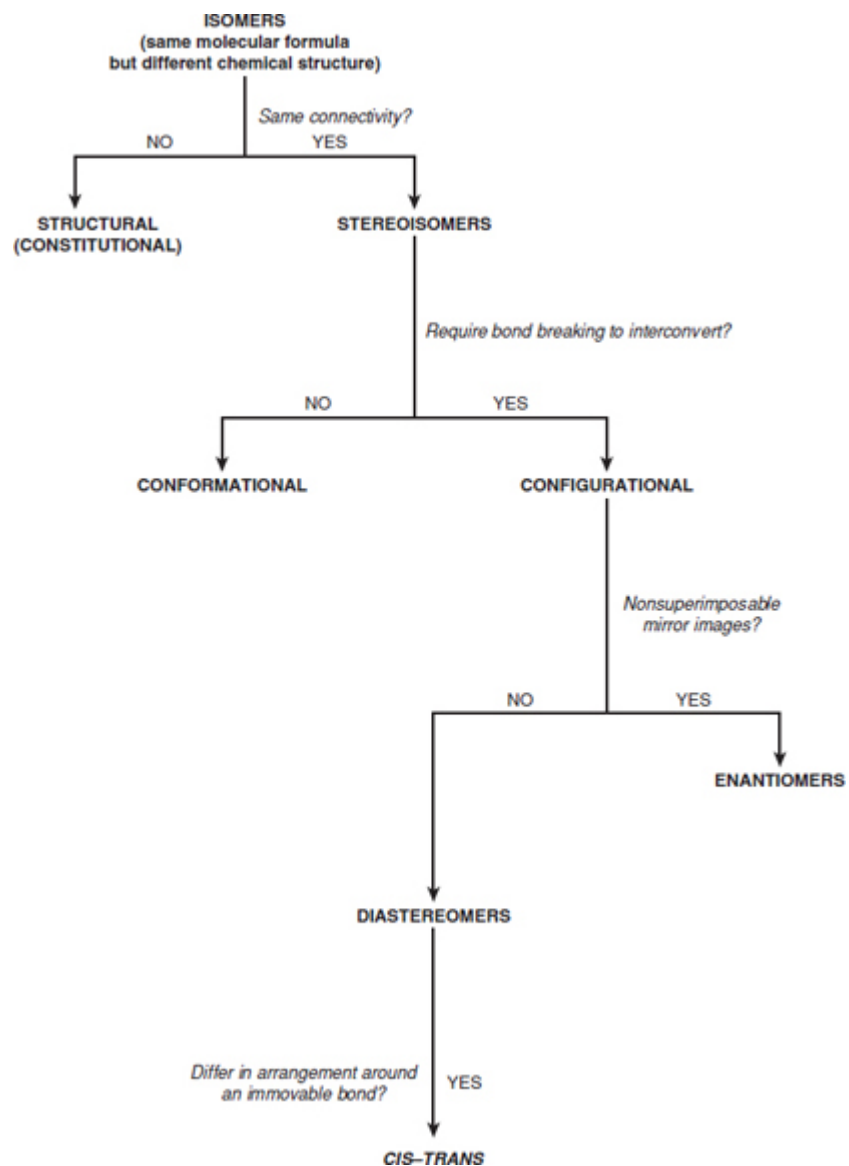 ISOMERS
(same molecular formula
but different chemical structure)
Same connectivity?
NO
YES
STRUCTURAL
(CONSTITUTIONAL)
STEREOISOMERS
Require bond breaking to interconvert?
NO
YES
CONFORMATIONAL
CONFIGURATIONAL
Nonsuperimposable
mirror images?
NO
YES
ENANTIOMERS
DIASTEREOMERS
Differ in arrangement around
an immovable bond?
YES
CIS–TRANS